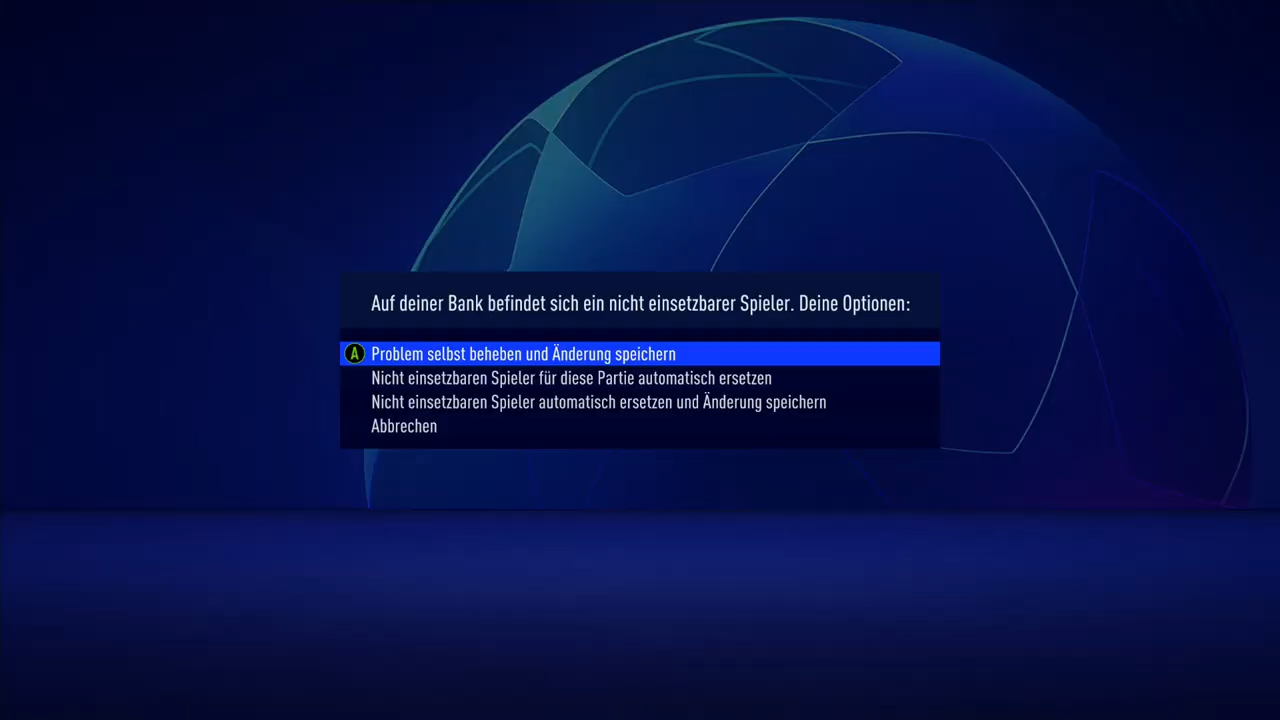 Auf deiner Bank befindet sich ein nicht einsetzbarer Spieler. Deine Optionen:
A Problem selbst beheben und Änderung speichern
Nicht einsetzbaren Spieler für diese Partie automatisch ersetzen
Nicht einsetzbaren Spieler automatisch ersetzen und Änderung speichern
Abbrechen